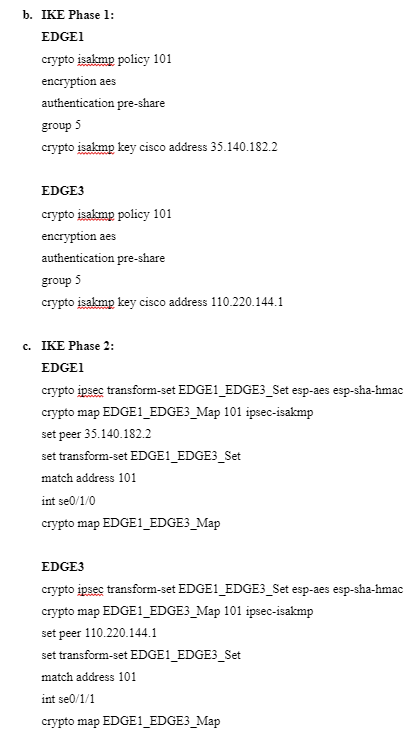 b. IKE Phase 1:
EDGE1
crypto isakmp policy 101
encryption aes
authentication pre-share
group 5
crypto isakmp key cisco address 35.140.182.2
EDGE3
crypto isakmp policy 101
encryption aes
authentication pre-share
group 5
crypto isakmp key cisco address 110.220.144.1
c. IKE Phase 2:
EDGE1
crypto ipsec transform-set EDGE1_EDGE3_Set esp-aes esp-sha-hmac
crypto map EDGE1_EDGE3_Map 101 ipsec-isakmp
set peer 35.140.182.2
set transform-set EDGE1_EDGE3_Set
match address 101
int se0/1/0
crypto map EDGE1_EDGE3_Map
EDGE3
crypto ipsec transform-set EDGE1_EDGE3_Set esp-aes esp-sha-hmac
crypto map EDGE1_EDGE3_Map 101 ipsec-isakmp
set peer 110.220.144.1
set transform-set EDGE1_EDGE3_Set
match address 101
int se0/1/1
crypto map EDGE1_EDGE3_Map